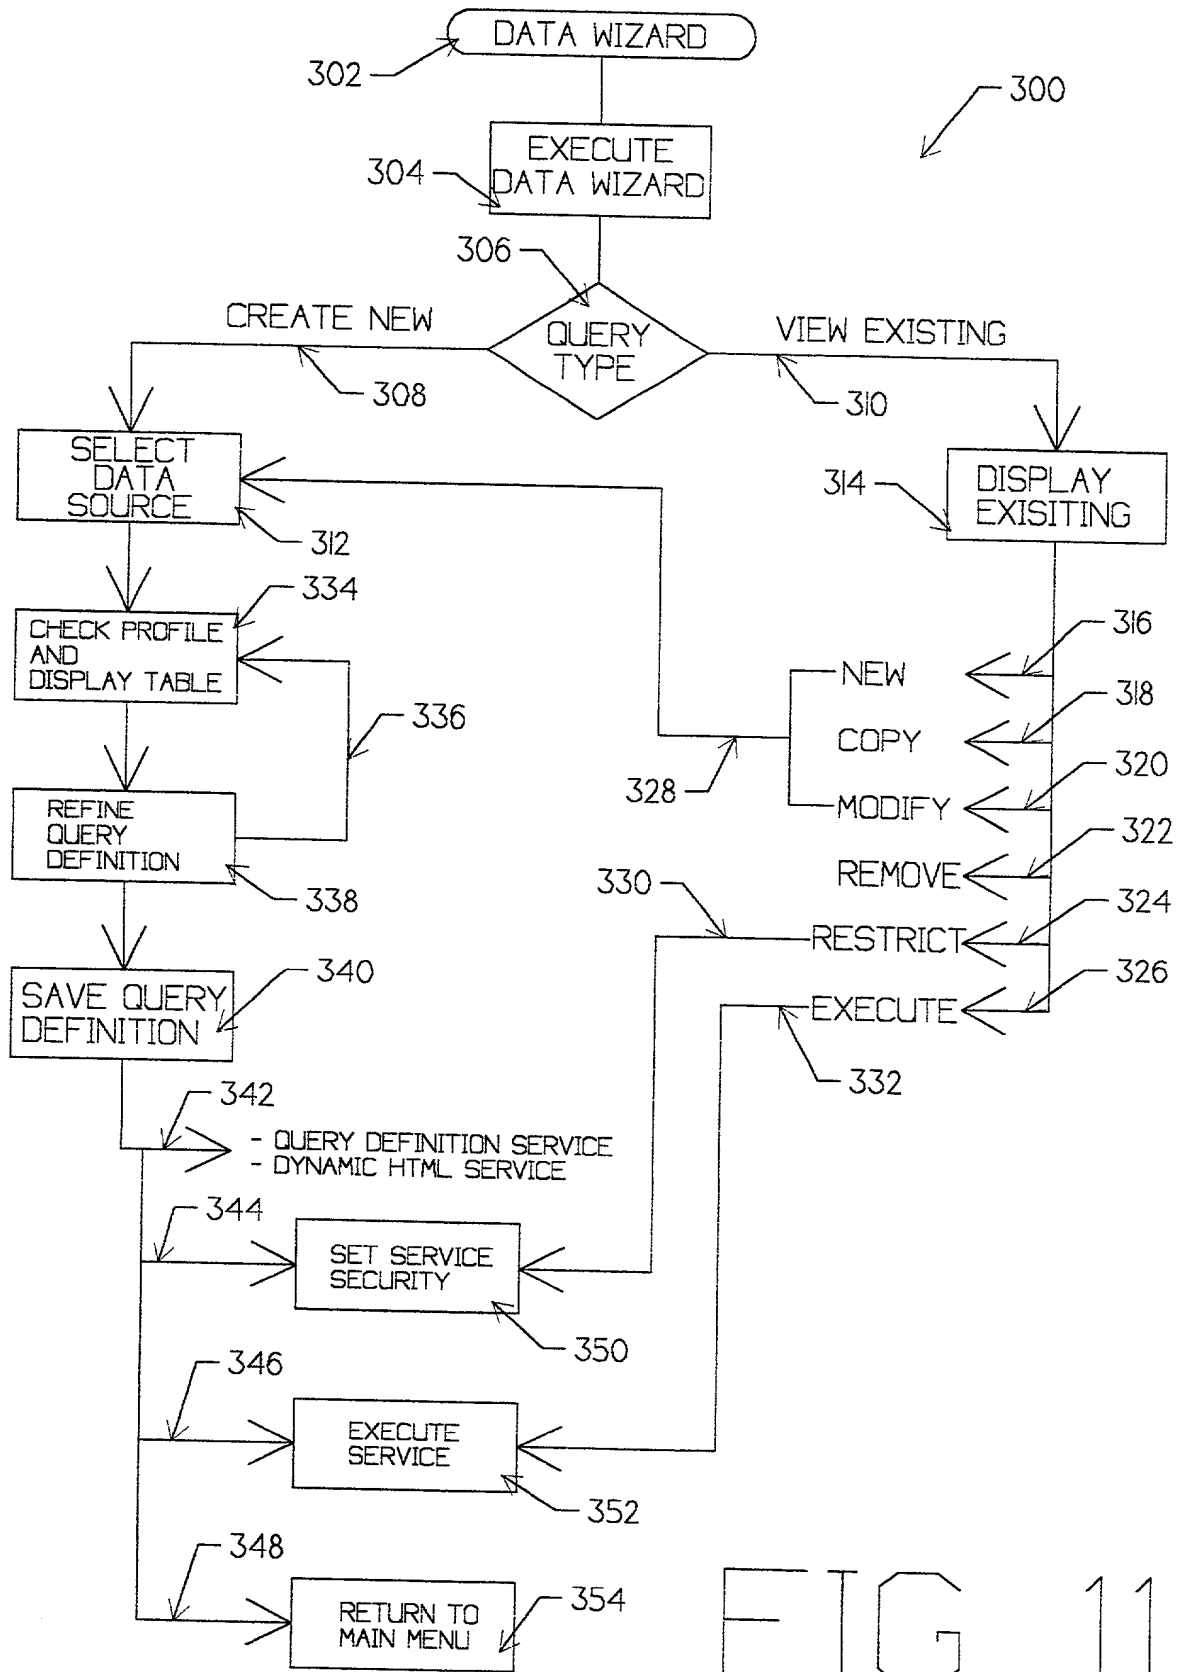 DATA WIZARD
302
300
EXECUTE
DATA WIZARD
304
306
CREATE NEW
QUERY
TYPE
VIEW EXISTING
308
310
SELECT
DATA
SOURCE
312
314
DISPLAY
EXISITING
334
CHECK PROFILE
AND
DISPLAY TABLE
336
316
NEW
318
COPY
320
328
MODIFY
322
REMOVE
REFINE
QUERY
DEFINITION
338
330
324
RESTRICT
326
EXECUTE
332
340
SAVE QUERY
DEFINITION
342
- QUERY DEFINITION SERVICE
- DYNAMIC HTML SERVICE
344
SET SERVICE
SECURITY
350
346
EXECUTE
SERVICE
352
348
RETURN TO
MAIN MENU
354
FIG 11